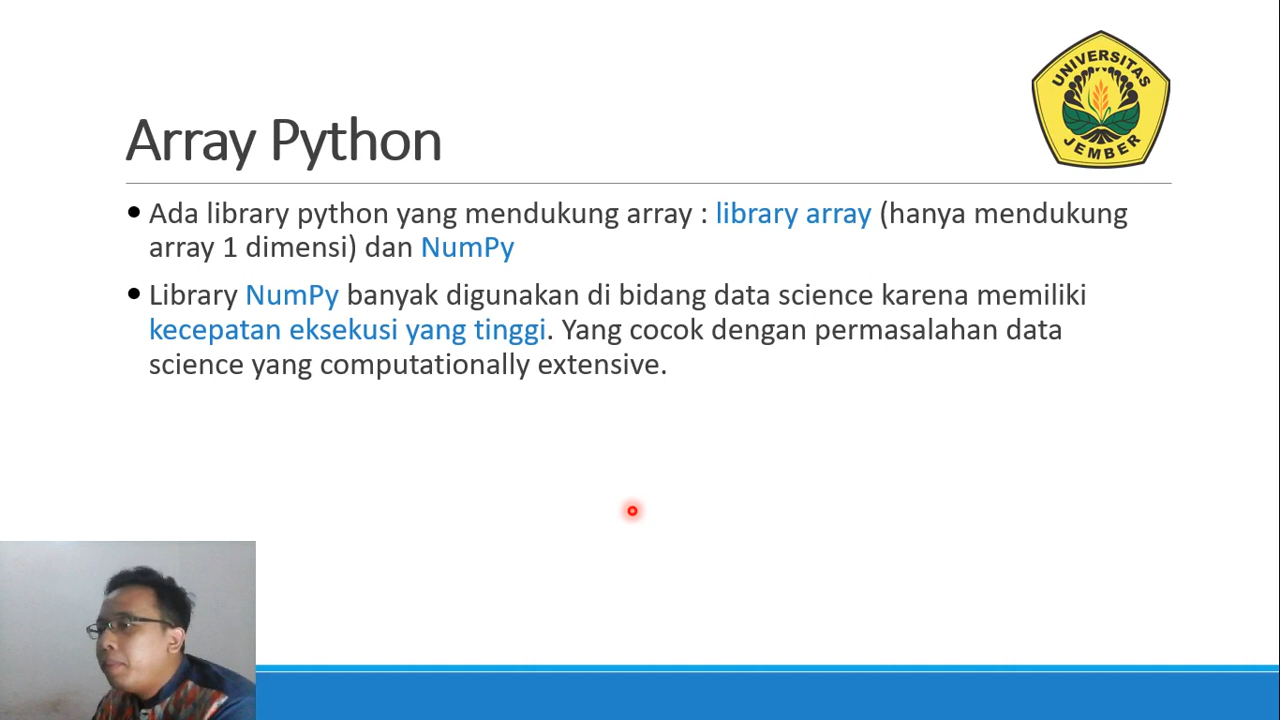 UNIVERSITAS
JEMBER
Array Python
• Ada library python yang mendukung array : library array (hanya mendukung
array 1 dimensi) dan NumPy
• Library NumPy banyak digunakan di bidang data science karena memiliki
kecepatan eksekusi yang tinggi. Yang cocok dengan permasalahan data
science yang computationally extensive.